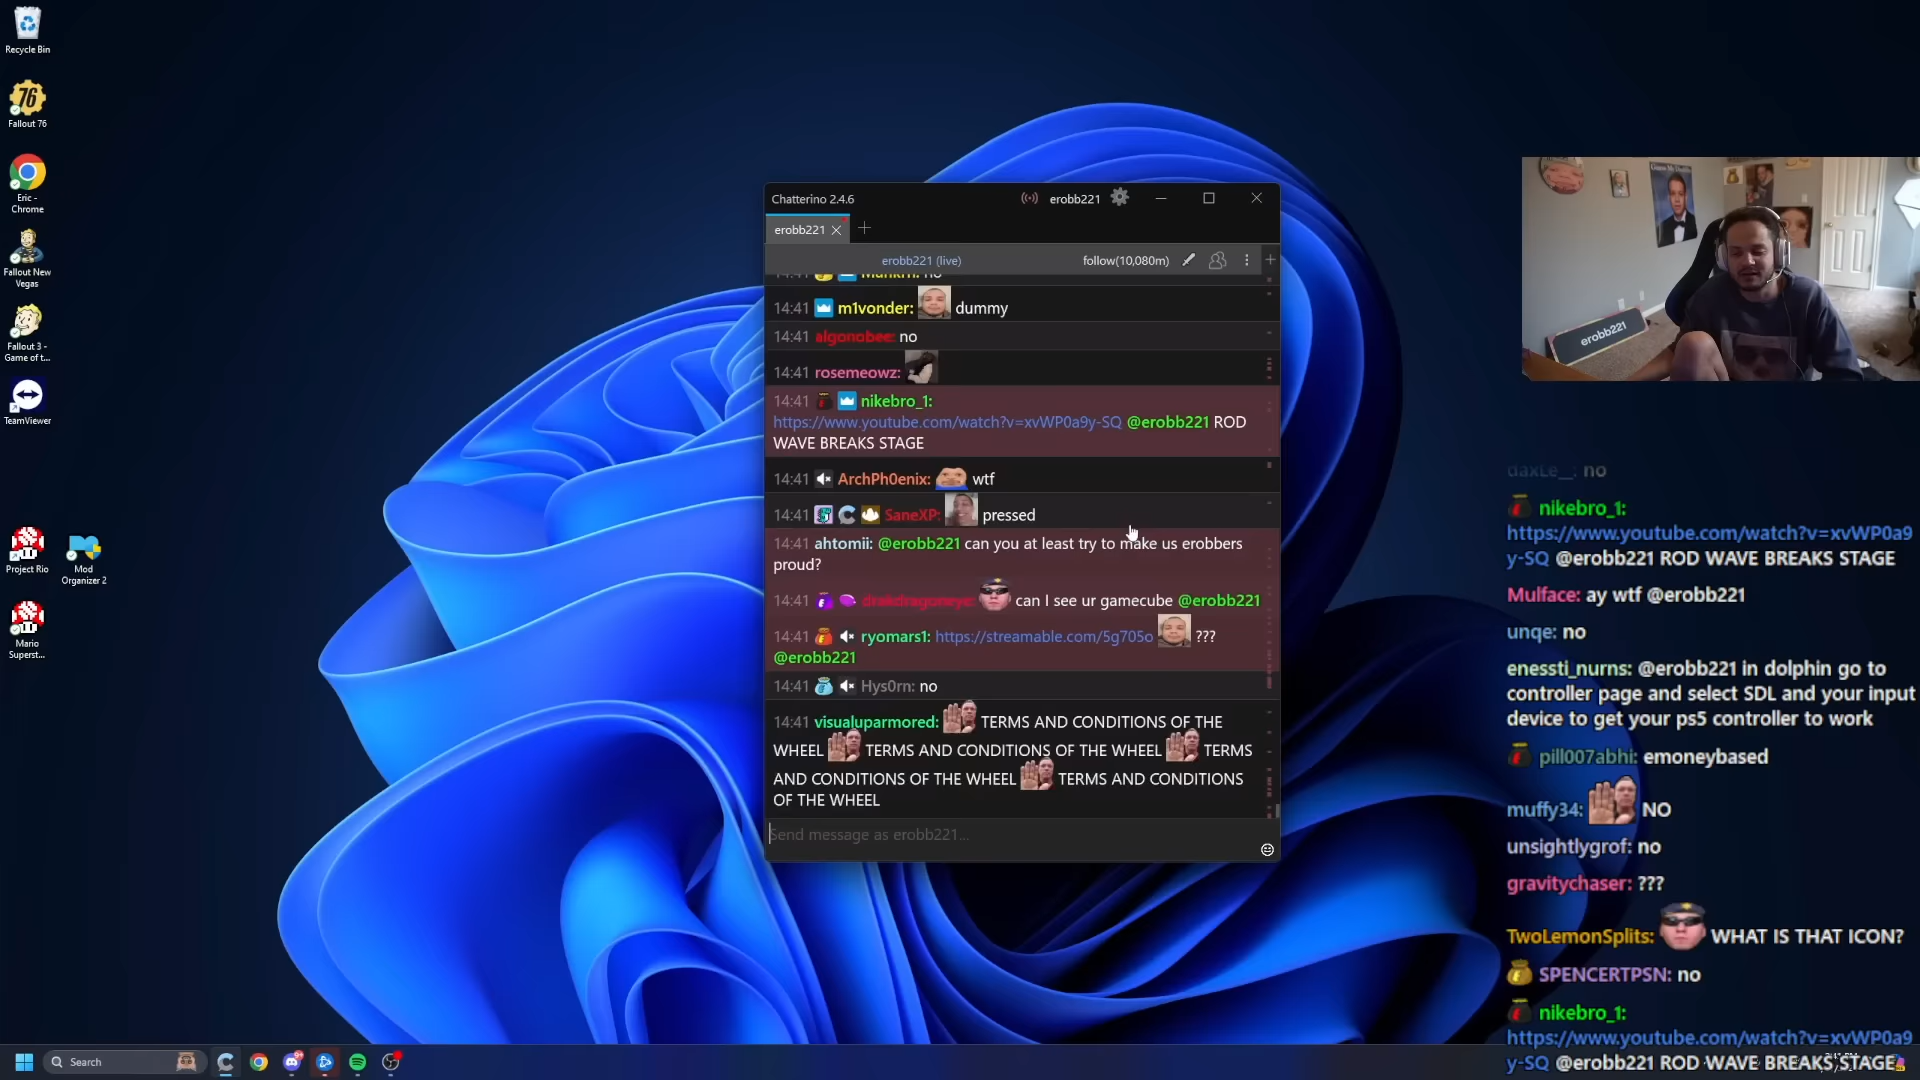 Recycle Bin
76
Fallout 76
Eric -
Chrome
Fallout New
Vegas
Fallout 3 -
Game of t...
TeamViewer
Project Rio
Mod
Organizer 2
Mario
Superst...
Chatterino 2.4.6
erobb221
erobb221
erobb221 (live)
follow(10,080m)
14:41 m1vonder: dummy
14:41 algonobee: no
14:41 rosemeowz:
14:41 nikebro_1:
https://www.youtube.com/watch?v=xvWP0a9y-SQ @erobb221 ROD
WAVE BREAKS STAGE
14:41 ArchPh0enix: wtf
14:41 SaneXP: pressed
14:41 ahtomii: @erobb221 can you at least try to make us erobbers
proud?
14:41 drakdragoneye: can I see ur gamecube @erobb221
14:41 ryomars1: https://streamable.com/5g705o ???
@erobb221
14:41 Hys0rn: no
14:41 visualuparmored: TERMS AND CONDITIONS OF THE
WHEEL TERMS AND CONDITIONS OF THE WHEEL TERMS
AND CONDITIONS OF THE WHEEL TERMS AND CONDITIONS
OF THE WHEEL
Send message as erobb221...
erobb221
daxLe__: no
nikebro_1:
https://www.youtube.com/watch?v=xvWP0a9
y-SQ @erobb221 ROD WAVE BREAKS STAGE
Mulface: ay wtf @erobb221
unqe: no
enessti_nurns: @erobb221 in dolphin go to
controller page and select SDL and your input
device to get your ps5 controller to work
pill007abhi: emoneybased
muffy34: NO
unsightlygrof: no
gravitychaser: ???
TwoLemonSplits: WHAT IS THAT ICON?
SPENCERTPSN: no
nikebro_1:
https://www.youtube.com/watch?v=xvWP0a9
y-SQ @erobb221 ROD WAVE BREAKS STAGE
Search